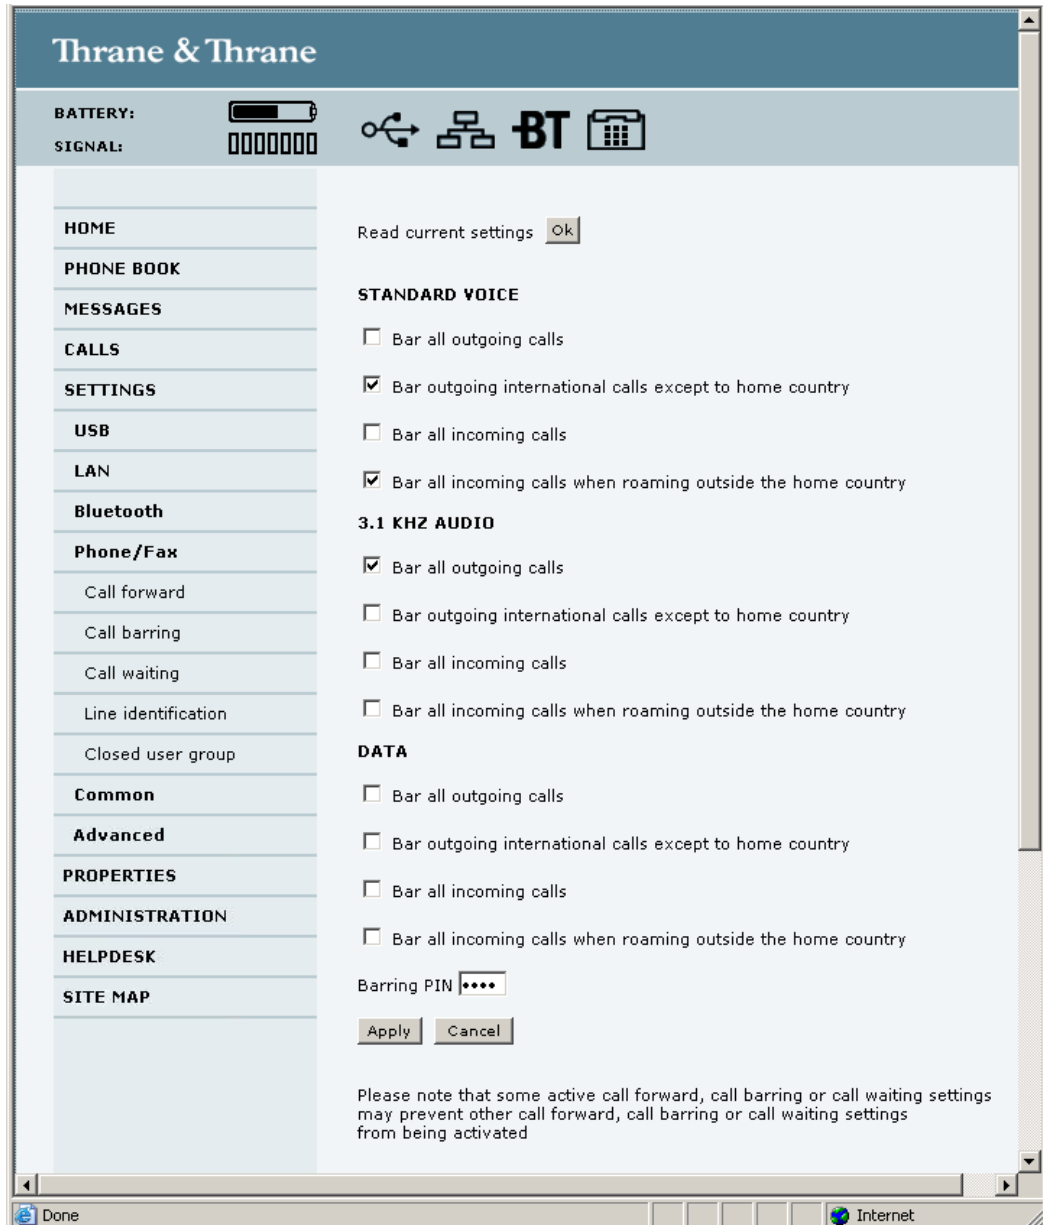 Thrane & Thrane
BATTERY:
SIGNAL:
BT
HOME
PHONE BOOK
MESSAGES
CALLS
SETTINGS
USB
LAN
Bluetooth
Phone/Fax
Call forward
Call barring
Call waiting
Line identification
Closed user group
Common
Advanced
PROPERTIES
ADMINISTRATION
HELPDESK
SITE MAP
Read current settings Ok
STANDARD VOICE
Bar all outgoing calls
Bar outgoing international calls except to home country
Bar all incoming calls
Bar all incoming calls when roaming outside the home country
3.1 KHZ AUDIO
Bar all outgoing calls
Bar outgoing international calls except to home country
Bar all incoming calls
Bar all incoming calls when roaming outside the home country
DATA
Bar all outgoing calls
Bar outgoing international calls except to home country
Bar all incoming calls
Bar all incoming calls when roaming outside the home country
Barring PIN ••••
Apply Cancel
Please note that some active call forward, call barring or call waiting settings
may prevent other call forward, call barring or call waiting settings
from being activated
Done Internet